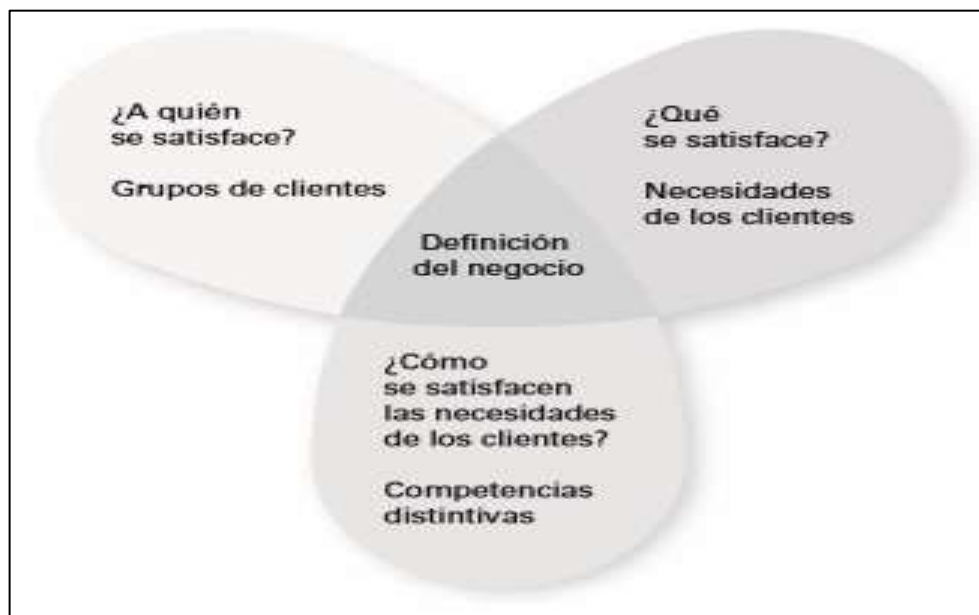 ¿A quién
se satisface?
Grupos de clientes
¿Qué
se satisface?
Necesidades
de los clientes
Definición
del negocio
¿Cómo
se satisfacen
las necesidades
de los clientes?
Competencias
distintivas